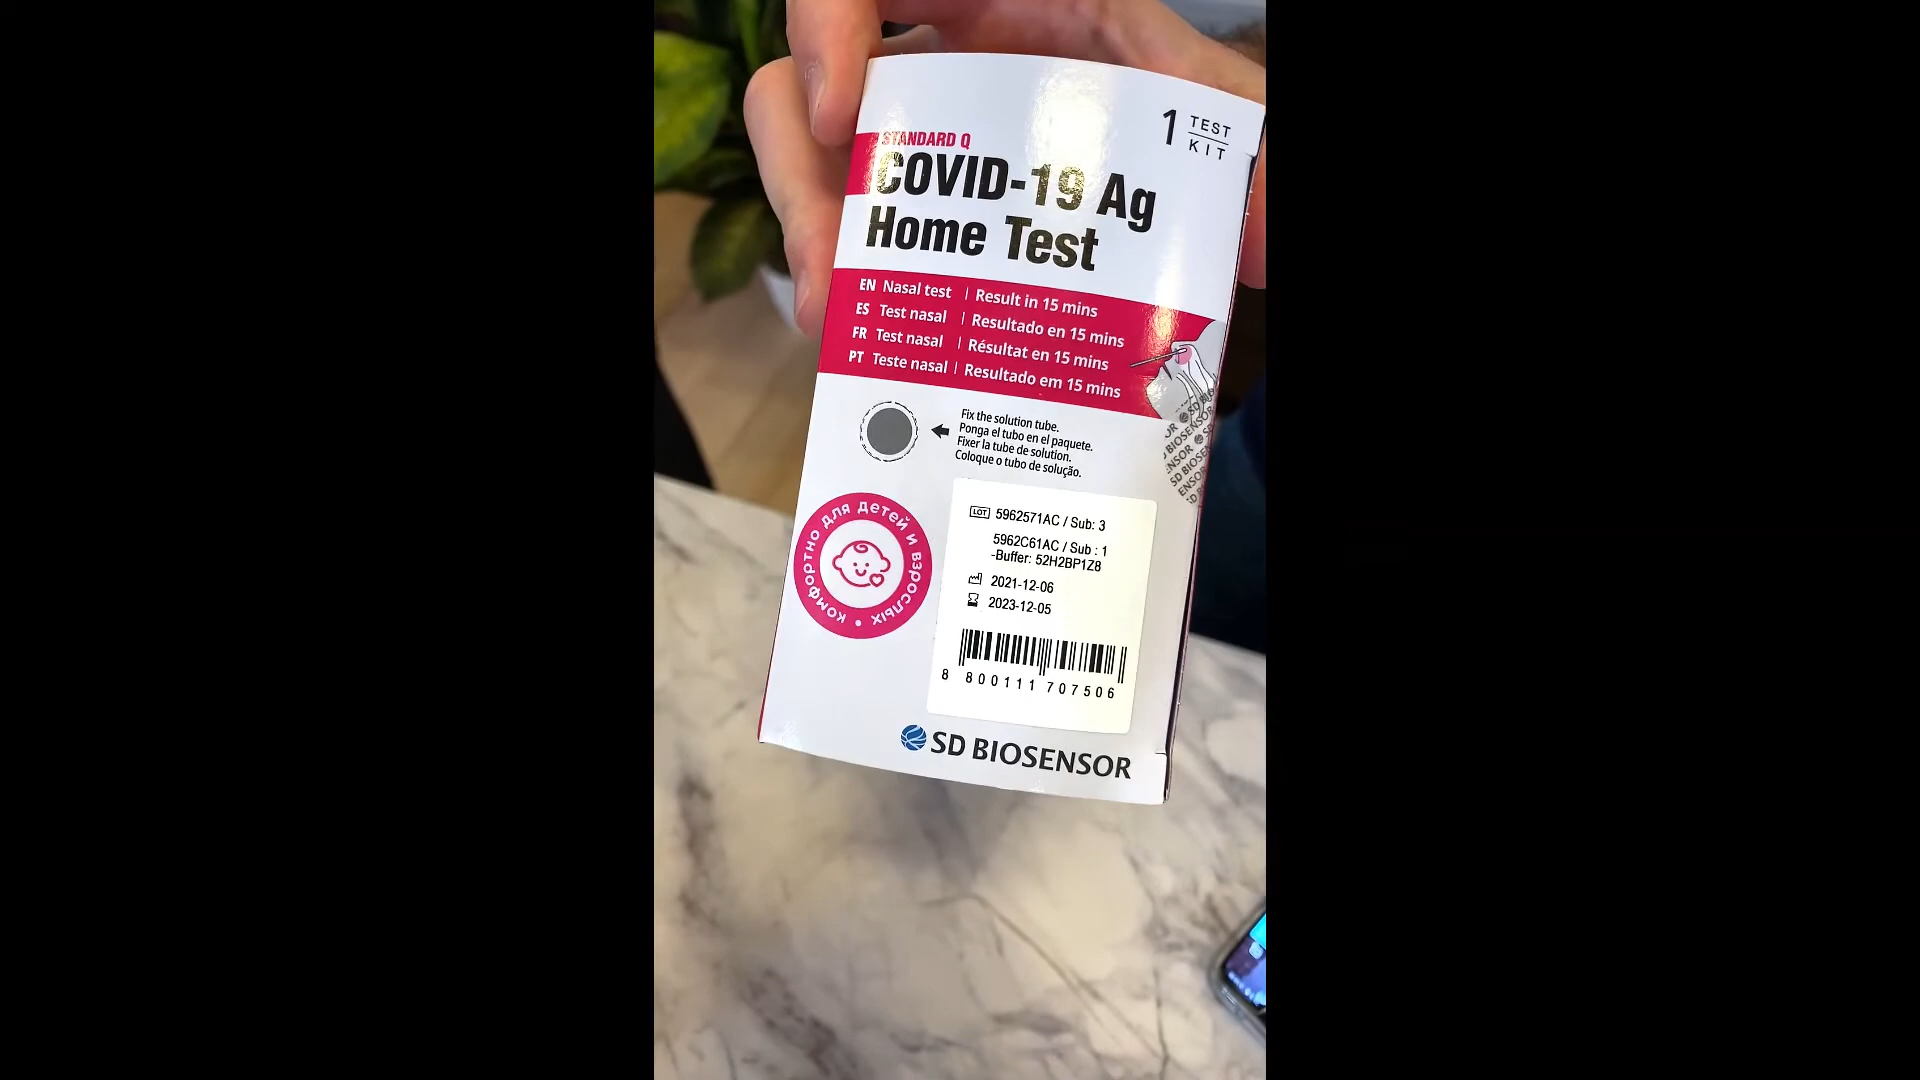 1 TEST
KIT
STANDARD Q
COVID-19 Ag
Home Test
EN Nasal test | Result in 15 mins
ES Test nasal | Resultado en 15 mins
FR Test nasal | Résultat en 15 mins
PT Teste nasal | Resultado em 15 mins
Fix the solution tube.
Ponga el tubo en el paquete.
Fixer la tube de solution.
Coloque o tubo de solução.
комфортно для детей и взрослых •
LOT 5962571AC / Sub: 3
5962C61AC / Sub : 1
-Buffer: 52H2BP1Z8
2021-12-06
2023-12-05
8 800111 707506
SD BIOSENSOR